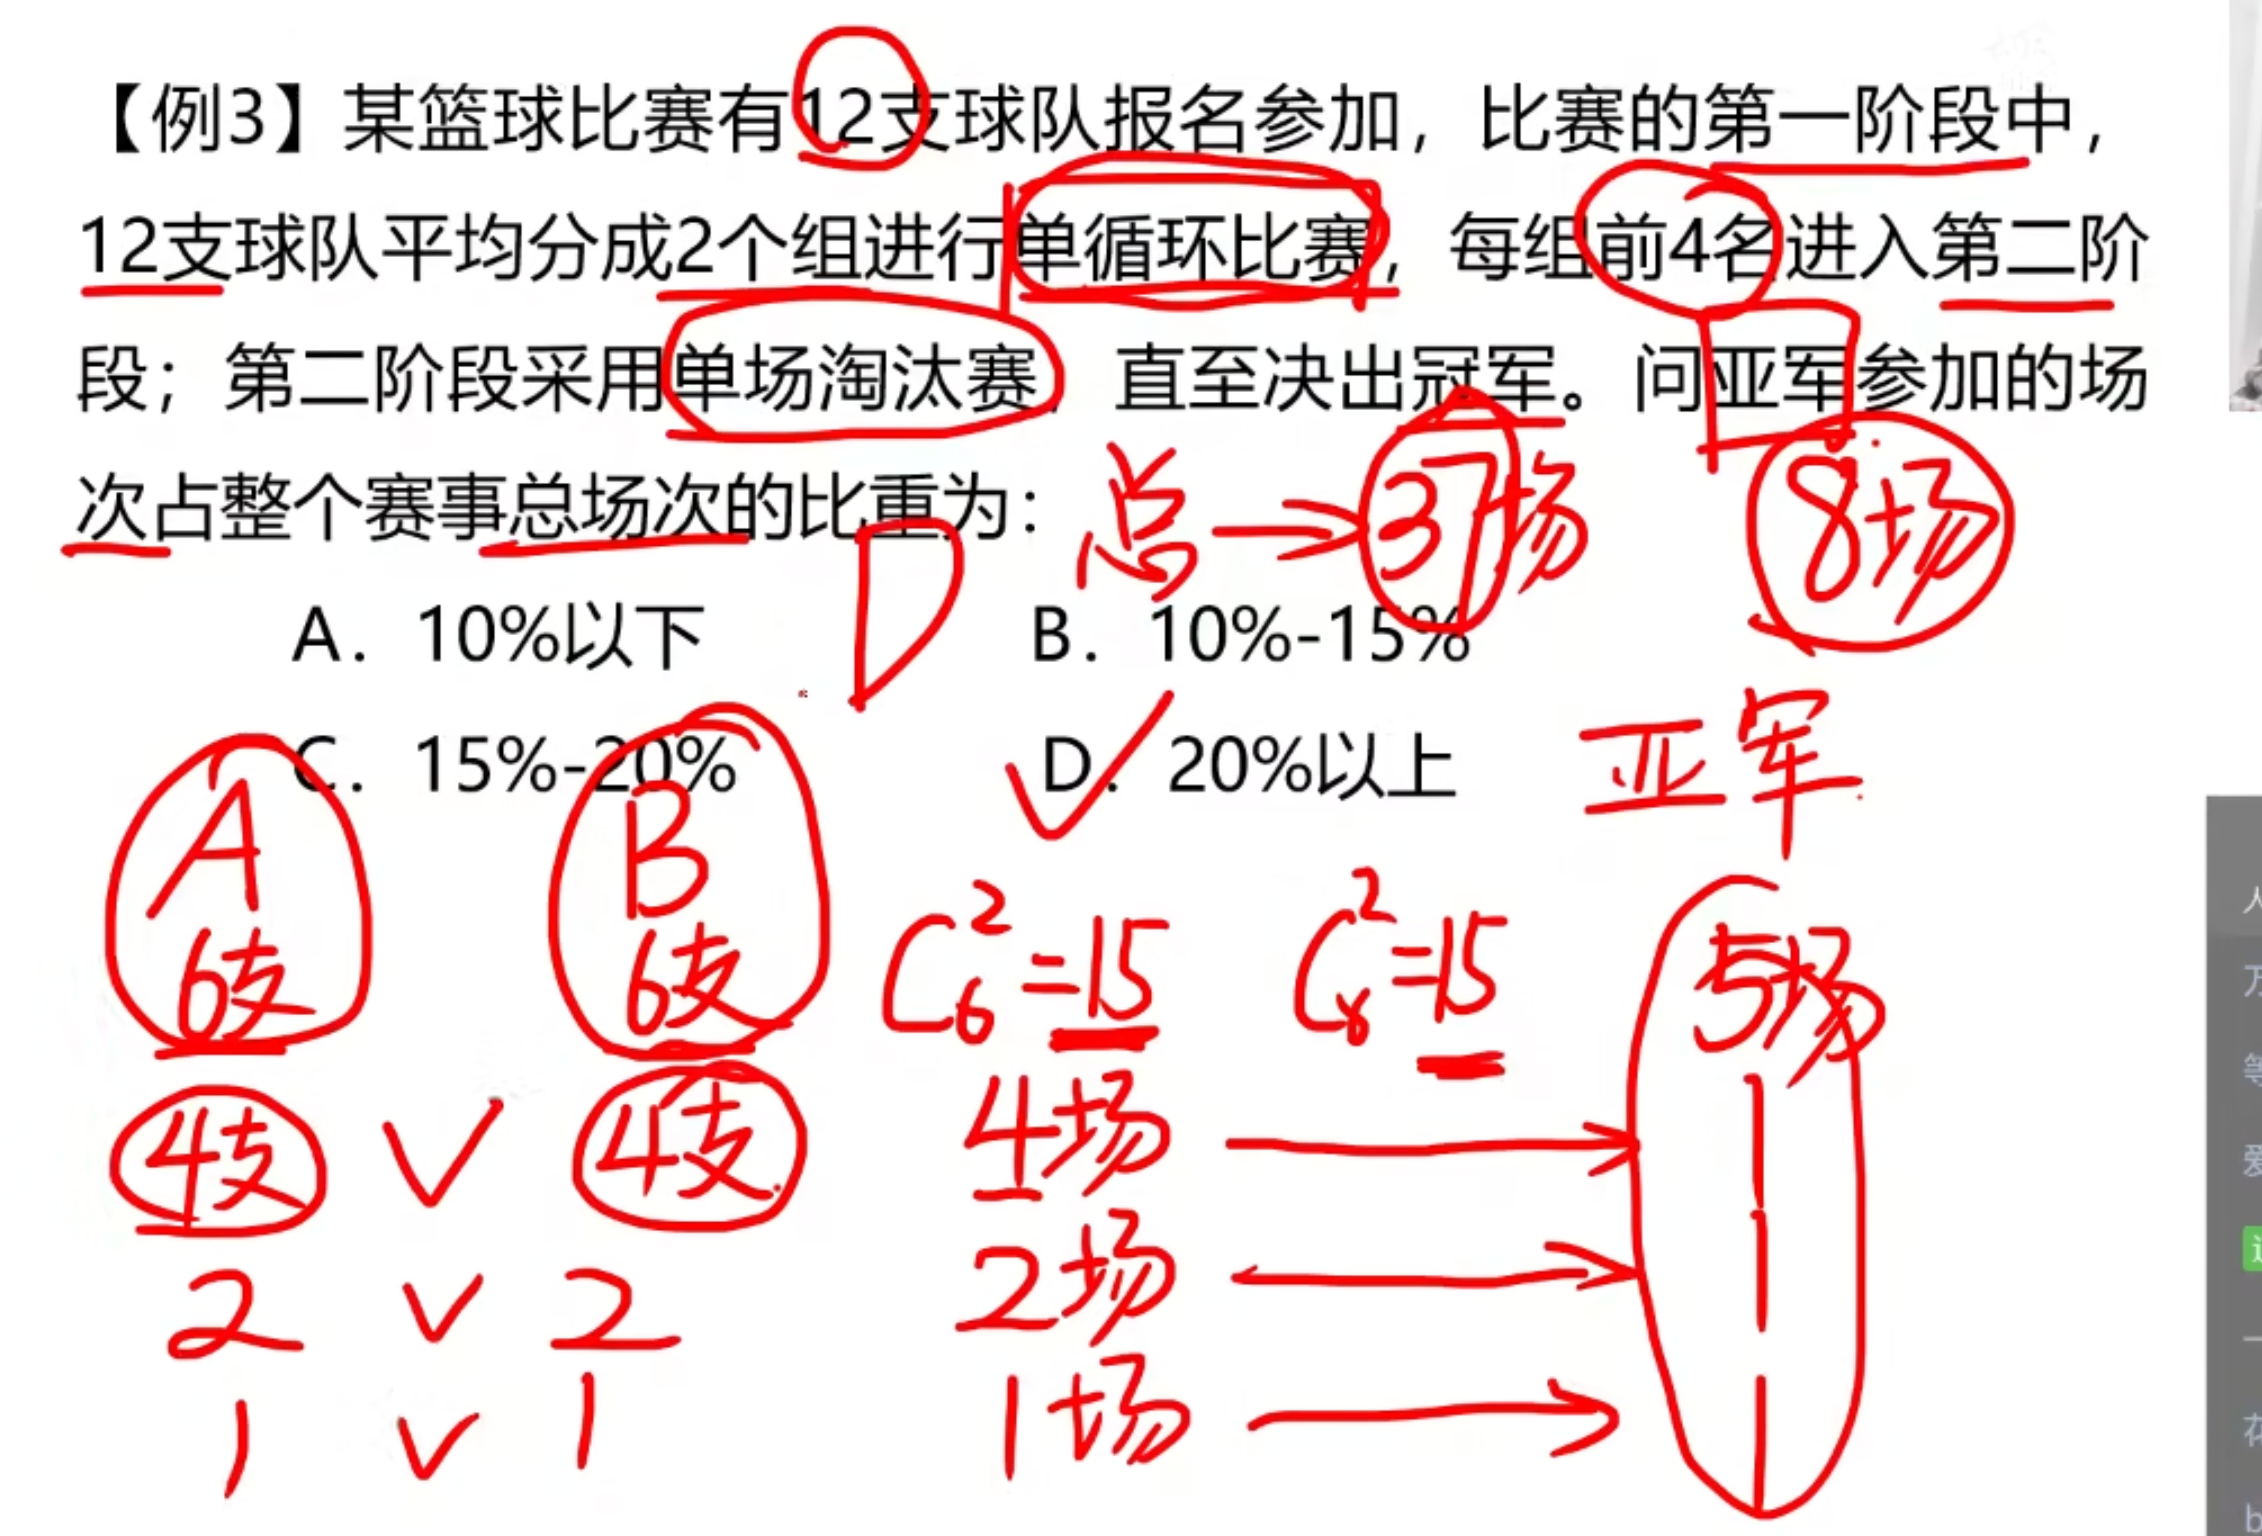 【例3】某篮球比赛有12支球队报名参加，比赛的第一阶段中，
12支球队平均分成2个组进行单循环比赛，每组前4名进入第二阶
段；第二阶段采用单场淘汰赛，直至决出冠军。问亚军参加的场
次占整个赛事总场次的比重为：
总→37场 8场
D
A. 10%以下 B. 10%-15%
C. 15%-20% D. 20%以上
亚军
A B
6支 6支 C₆²=15 C₆²=15 5场
4支 4支 4场 → 1
2 2 2场 → 1
1 1 1场 → 1